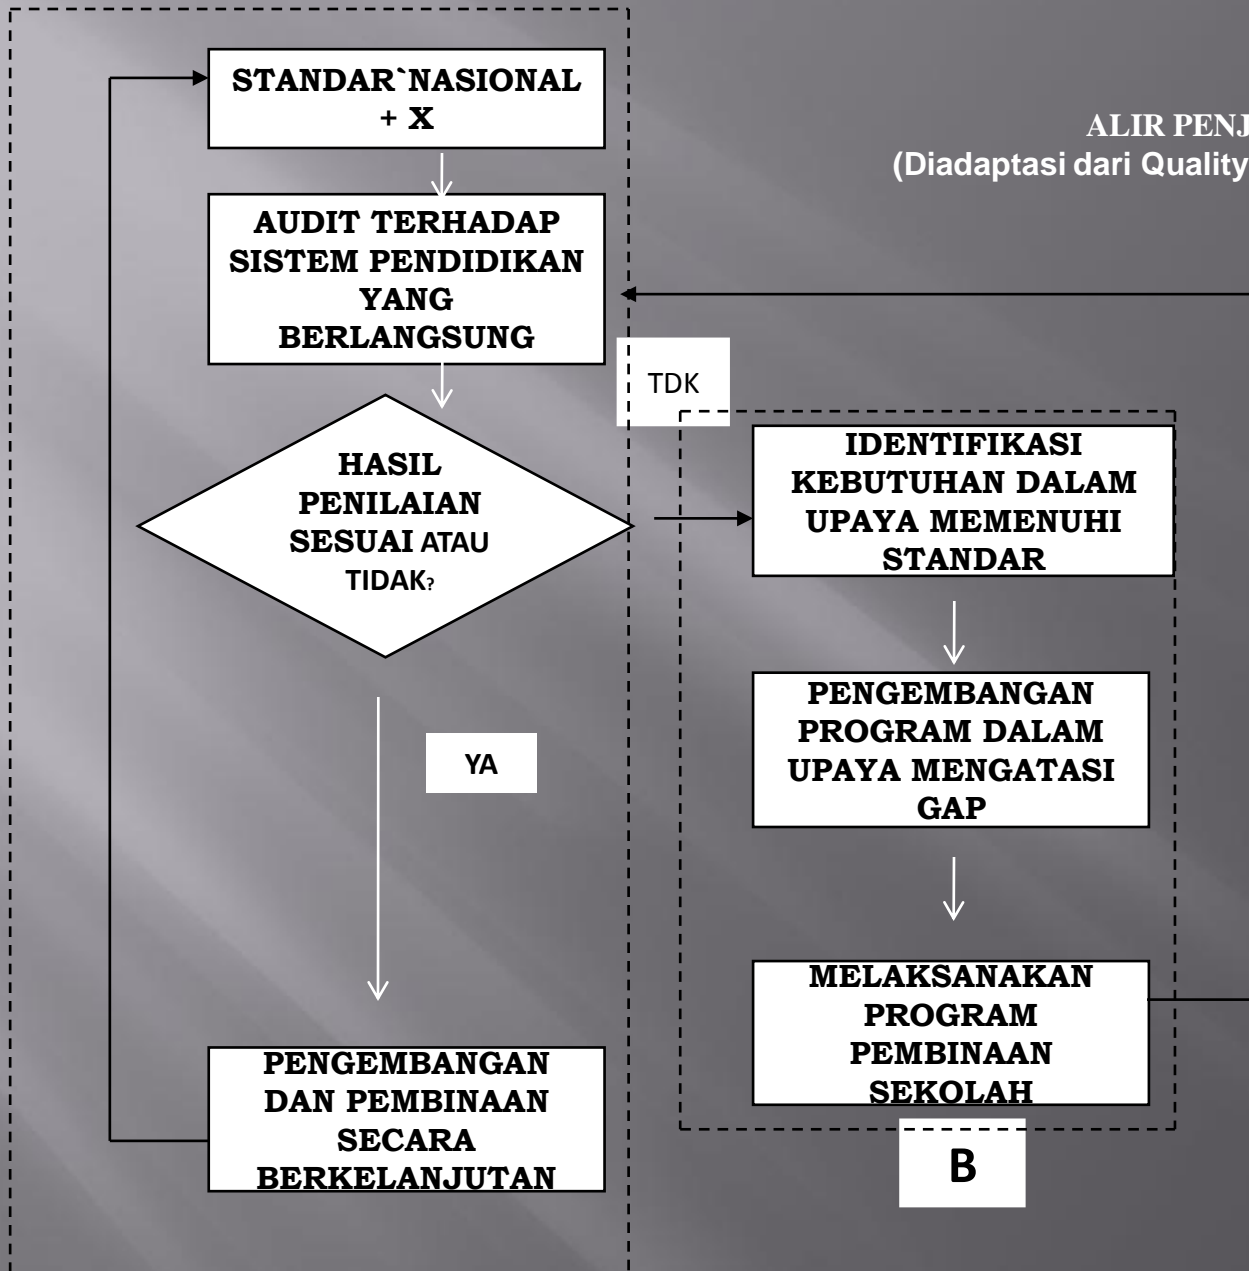 STANDAR`NASIONAL
+ X
ALIR PENJ
(Diadaptasi dari Quality
AUDIT TERHADAP
SISTEM PENDIDIKAN
YANG
BERLANGSUNG
TDK
HASIL
PENILAIAN
SESUAI ATAU
TIDAK?
IDENTIFIKASI
KEBUTUHAN DALAM
UPAYA MEMENUHI
STANDAR
PENGEMBANGAN
PROGRAM DALAM
UPAYA MENGATASI
GAP
YA
MELAKSANAKAN
PROGRAM
PEMBINAAN
SEKOLAH
PENGEMBANGAN
DAN PEMBINAAN
SECARA
BERKELANJUTAN
B